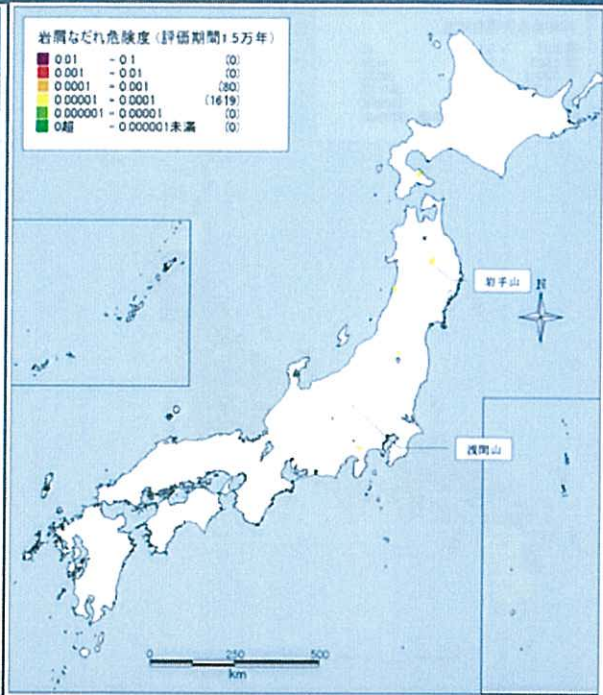 岩屑なだれ危険度（評価期間15万年）
0.01 - 0.1 (0)
0.001 - 0.01 (0)
0.0001 - 0.001 (80)
0.00001 - 0.0001 (1619)
0.000001 - 0.00001 (0)
0超 - 0.000001未満 (0)
岩手山
浅間山
0 250 500
km